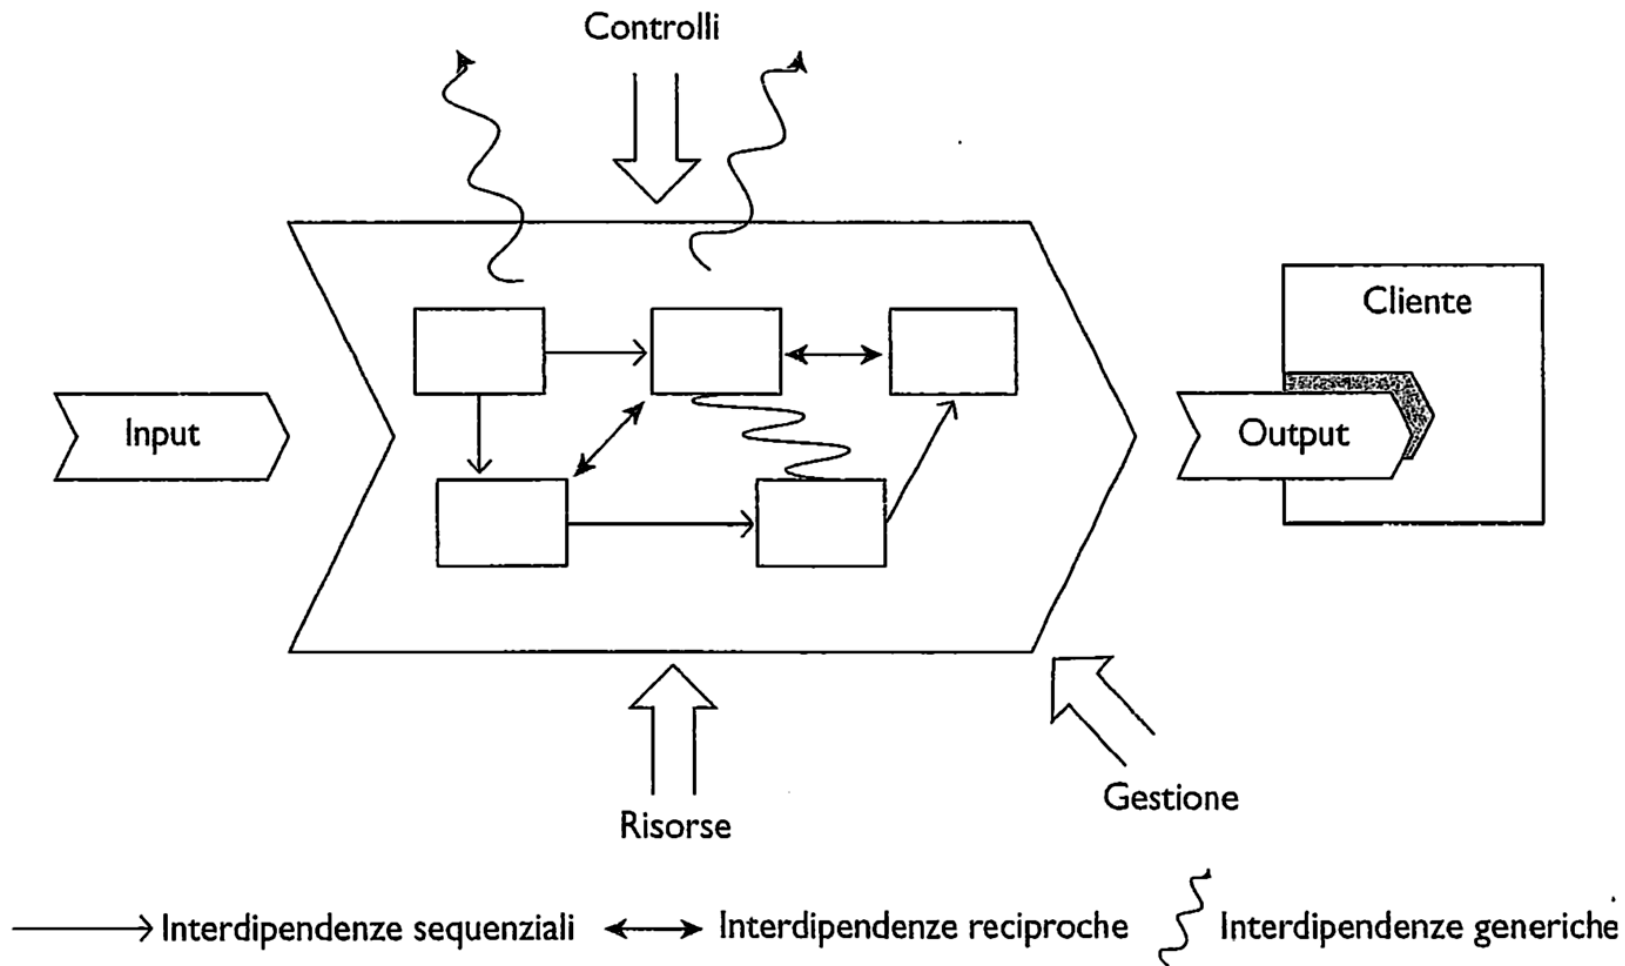 Controlli
Cliente
Input
Output
Gestione
Risorse
Interdipendenze sequenziali
Interdipendenze reciproche
Interdipendenze generiche